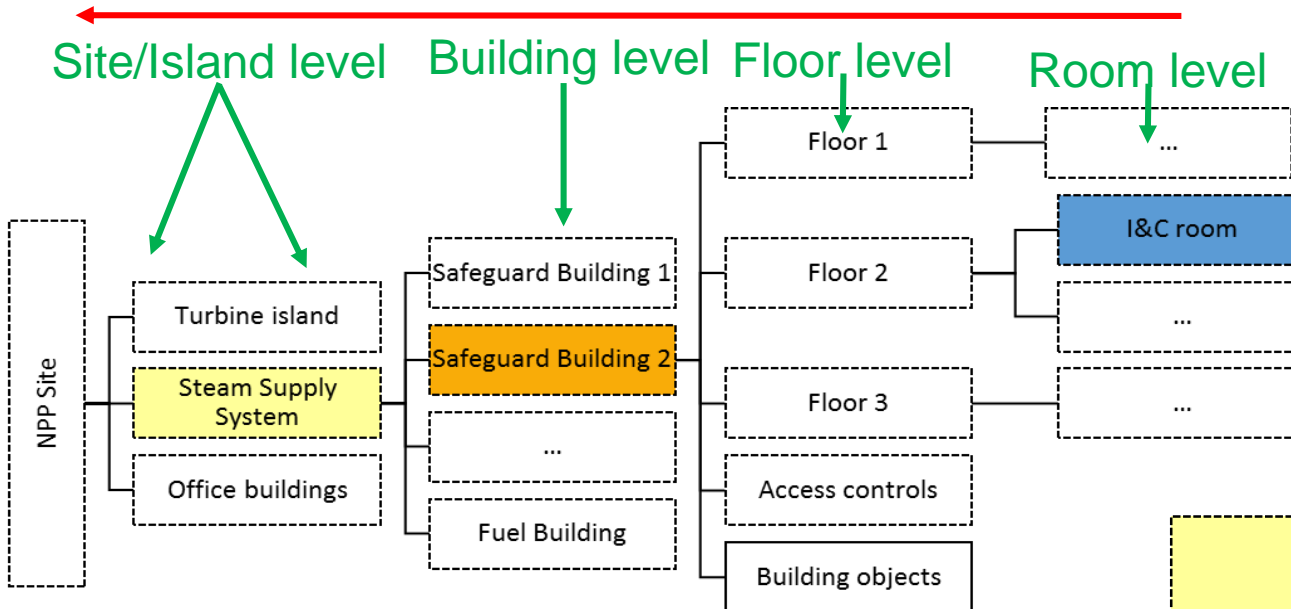 Site/Island level
Building level
Floor level
Room level
NPP Site
Turbine island
Steam Supply
System
Office buildings
Safeguard Building 1
Safeguard Building 2
...
Fuel Building
Floor 1
Floor 2
Floor 3
Access controls
Building objects
...
I&C room
...
...